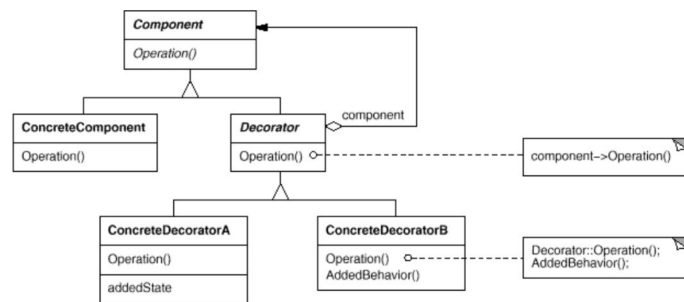 Component
Operation()
component
ConcreteComponent
Operation()
Decorator
Operation()
component->Operation()
ConcreteDecoratorA
Operation()
addedState
ConcreteDecoratorB
Operation()
AddedBehavior()
Decorator::Operation();
AddedBehavior();